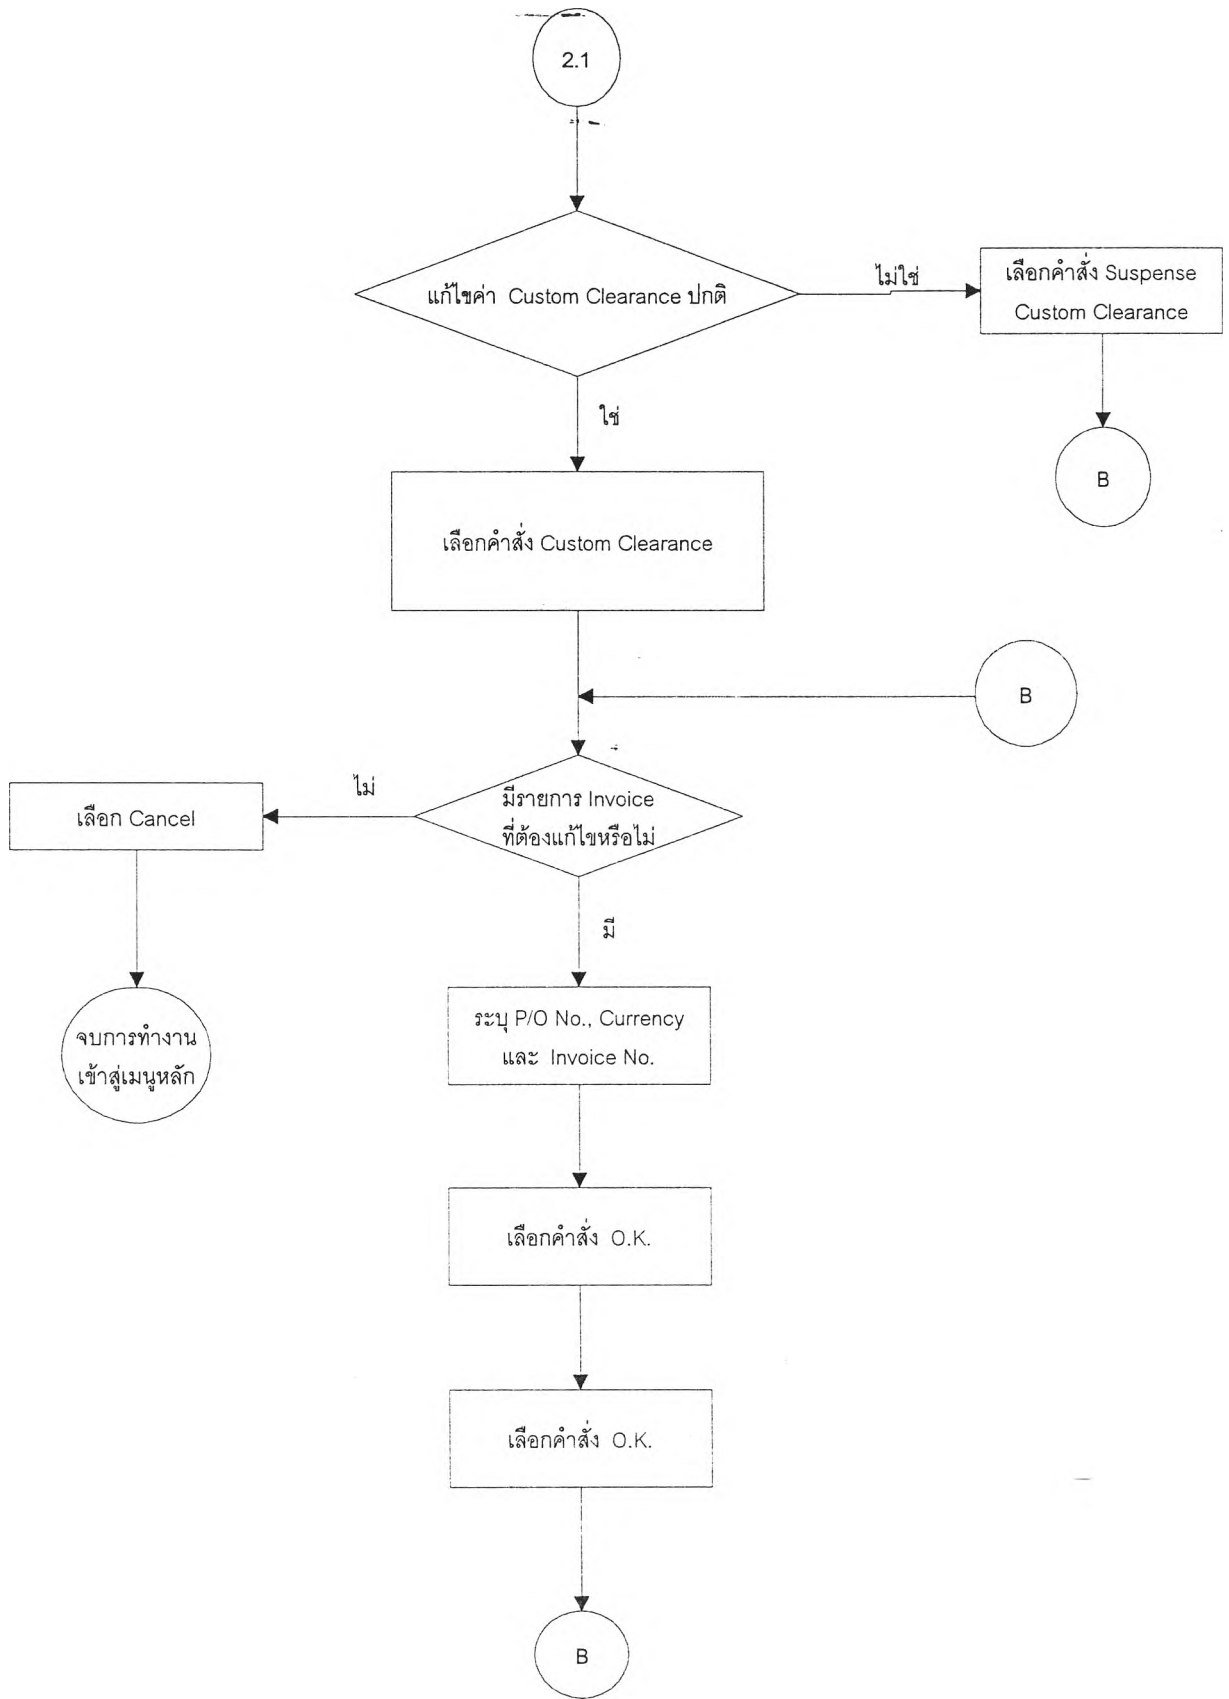 2.1
แก้ไขค่า Custom Clearance ปกติ
ไม่ใช่
เลือกคำสั่ง Suspense
Custom Clearance
ใช่
B
เลือกคำสั่ง Custom Clearance
B
ไม่
มีรายการ Invoice
ที่ต้องแก้ไขหรือไม่
เลือก Cancel
มี
ระบุ P/O No., Currency
และ Invoice No.
จบการทำงาน
เข้าสู่เมนูหลัก
เลือกคำสั่ง O.K.
เลือกคำสั่ง O.K.
B